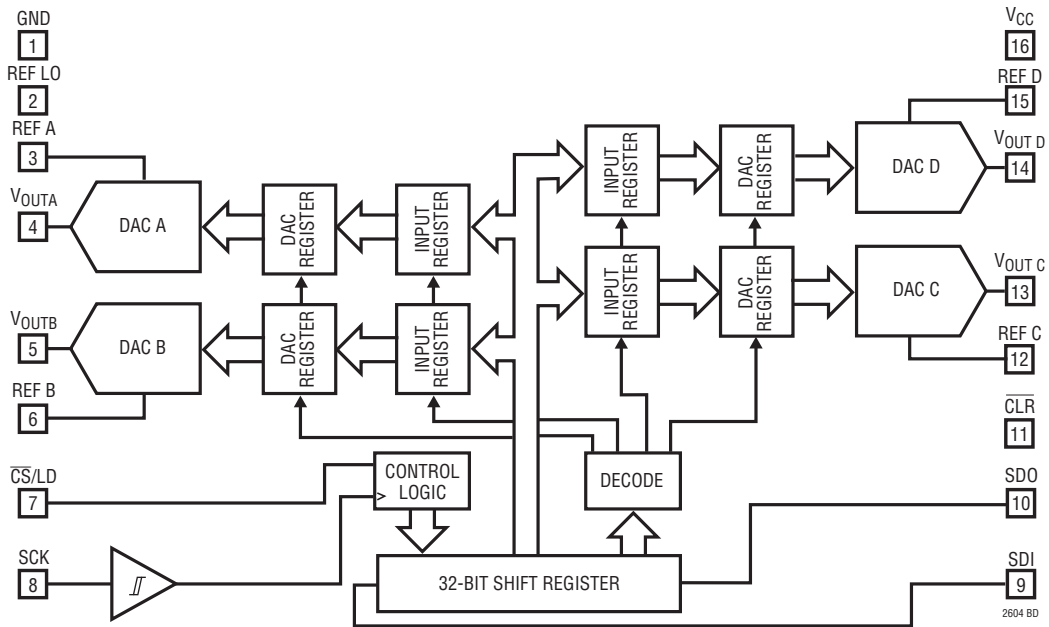 GND
1
REF LO
2
REF A
3
VOUTA
4
VOUTB
5
REF B
6
CS/LD
7
SCK
8
DAC A
DAC
REGISTER
INPUT
REGISTER
DAC B
DAC
REGISTER
INPUT
REGISTER
CONTROL
LOGIC
>
32-BIT SHIFT REGISTER
DECODE
INPUT
REGISTER
DAC
REGISTER
DAC D
INPUT
REGISTER
DAC
REGISTER
DAC C
VCC
16
REF D
15
VOUT D
14
VOUT C
13
REF C
12
CLR
11
SDO
10
SDI
9
2604 BD